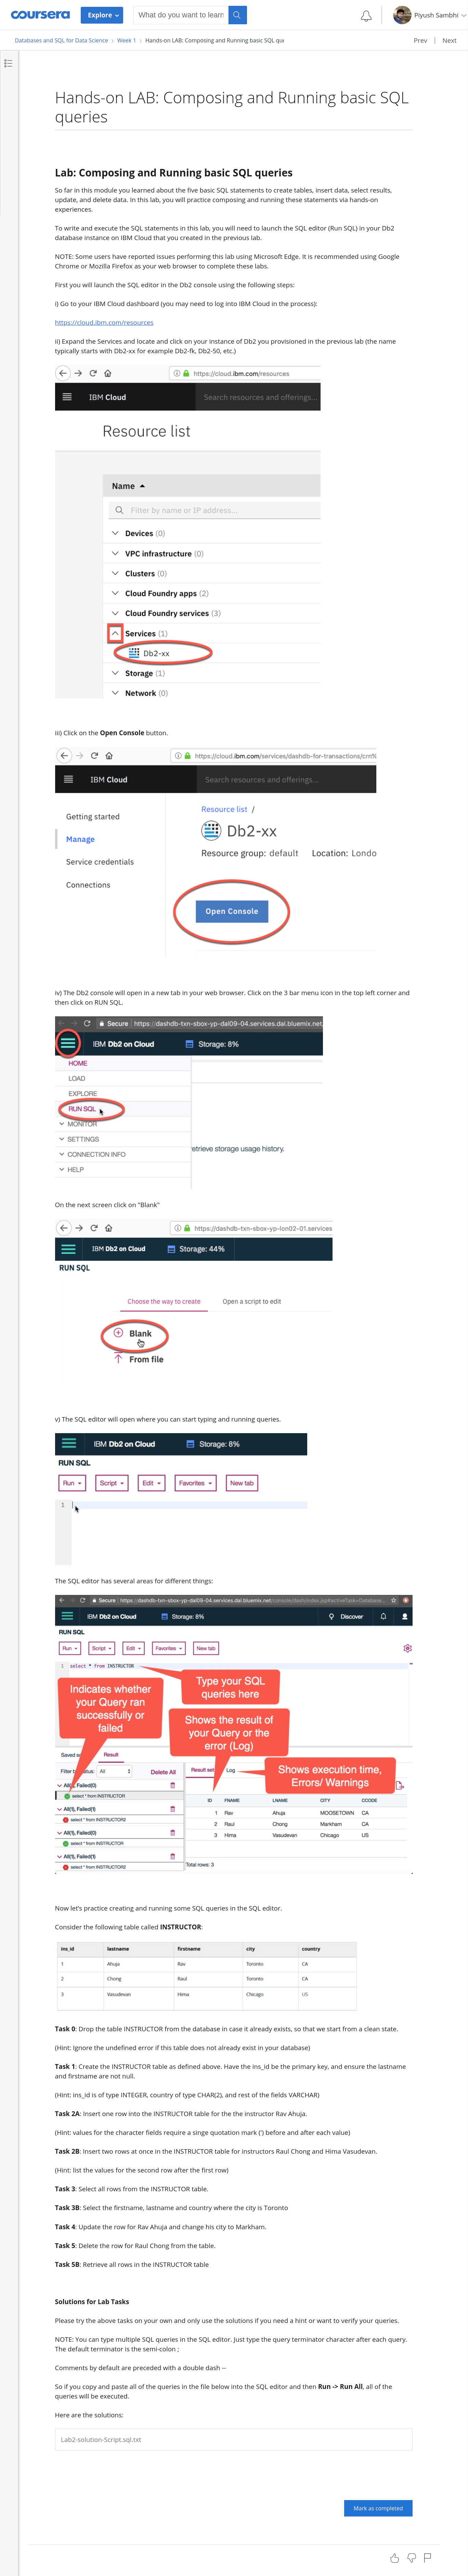 coursera
Explore
What do you want to learn
Piyush Sambhi
Databases and SQL for Data Science > Week 1 > Hands-on LAB: Composing and Running basic SQL que
Prev | Next
Hands-on LAB: Composing and Running basic SQL
queries
Lab: Composing and Running basic SQL queries
So far in this module you learned about the five basic SQL statements to create tables, insert data, select results,
update, and delete data. In this lab, you will practice composing and running these statements via hands-on
experiences.
To write and execute the SQL statements in this lab, you will need to launch the SQL editor (Run SQL) in your Db2
database instance on IBM Cloud that you created in the previous lab.
NOTE: Some users have reported issues performing this lab using Microsoft Edge. It is recommended using Google
Chrome or Mozilla Firefox as your web browser to complete these labs.
First you will launch the SQL editor in the Db2 console using the following steps:
i) Go to your IBM Cloud dashboard (you may need to log into IBM Cloud in the process):
https://cloud.ibm.com/resources
ii) Expand the Services and locate and click on your instance of Db2 you provisioned in the previous lab (the name
typically starts with Db2-xx for example Db2-fk, Db2-50, etc.)
https://cloud.ibm.com/resources
IBM Cloud
Search resources and offerings...
Resource list
Name
Filter by name or IP address...
Devices (0)
VPC infrastructure (0)
Clusters (0)
Cloud Foundry apps (2)
Cloud Foundry services (3)
Services (1)
Db2-xx
Storage (1)
Network (0)
iii) Click on the Open Console button.
https://cloud.ibm.com/services/dashdb-for-transactions/crn%
IBM Cloud
Search resources and offerings...
Getting started
Manage
Service credentials
Connections
Resource list /
Db2-xx
Resource group: default Location: Londo
Open Console
iv) The Db2 console will open in a new tab in your web browser. Click on the 3 bar menu icon in the top left corner and
then click on RUN SQL.
Secure | https://dashdb-txn-sbox-yp-dal09-04.services.dal.bluemix.net
IBM Db2 on Cloud
Storage: 8%
HOME
LOAD
EXPLORE
RUN SQL
MONITOR
SETTINGS
CONNECTION INFO
HELP
etrieve storage usage history.
On the next screen click on "Blank"
https://dashdb-txn-sbox-yp-lon02-01.services
IBM Db2 on Cloud
Storage: 44%
RUN SQL
Choose the way to create
Open a script to edit
Blank
From file
v) The SQL editor will open where you can start typing and running queries.
IBM Db2 on Cloud
Storage: 8%
RUN SQL
Run
Script
Edit
Favorites
New tab
1
The SQL editor has several areas for different things:
Secure https://dashdb-txn-sbox-yp-dal09-04.services.dal.bluemix.net
IBM Db2 on Cloud
Storage: 8%
Discover
RUN SQL
Run
Script
Edit
Favorites
New tab
1 select * from INSTRUCTOR
Type your SQL
queries here
Indicates whether
your Query ran
successfully or
failed
Shows the result of
your Query or the
error (Log)
Shows execution time,
Errors/ Warnings
Saved s
Result
Filter by status: All
Delete All
Result set
Log
All(1), Failed(0)
select * from INSTRUCTOR
All(1), Failed(1)
select * from INSTRUCTOR2
All(1), Failed(0)
select * from INSTRUCTOR
All(1), Failed(1)
select * from INSTRUCTOR2
ID FNAME LNAME CITY CCODE
1 Rav Ahuja MOOSETOWN CA
2 Raul Chong Markham CA
3 Hima Vasudevan Chicago US
Total rows: 3
Now let's practice creating and running some SQL queries in the SQL editor.
Consider the following table called INSTRUCTOR:
ins_id lastname firstname city country
1 Ahuja Rav Toronto CA
2 Chong Raul Toronto CA
3 Vasudevan Hima Chicago US
Task 0: Drop the table INSTRUCTOR from the database in case it already exists, so that we start from a clean state.
(Hint: Ignore the undefined error if this table does not already exist in your database)
Task 1: Create the INSTRUCTOR table as defined above. Have the ins_id be the primary key, and ensure the lastname
and firstname are not null.
(Hint: ins_id is of type INTEGER, country of type CHAR(2), and rest of the fields VARCHAR)
Task 2A: Insert one row into the INSTRUCTOR table for the the instructor Rav Ahuja.
(Hint: values for the character fields require a singe quotation mark (') before and after each value)
Task 2B: Insert two rows at once in the INSTRUCTOR table for instructors Raul Chong and Hima Vasudevan.
(Hint: list the values for the second row after the first row)
Task 3: Select all rows from the INSTRUCTOR table.
Task 3B: Select the firstname, lastname and country where the city is Toronto
Task 4: Update the row for Rav Ahuja and change his city to Markham.
Task 5: Delete the row for Raul Chong from the table.
Task 5B: Retrieve all rows in the INSTRUCTOR table
Solutions for Lab Tasks
Please try the above tasks on your own and only use the solutions if you need a hint or want to verify your queries.
NOTE: You can type multiple SQL queries in the SQL editor. Just type the query terminator character after each query.
The default terminator is the semi-colon ;
Comments by default are preceded with a double dash --
So if you copy and paste all of the queries in the file below into the SQL editor and then Run -> Run All, all of the
queries will be executed.
Here are the solutions:
Lab2-solution-Script.sql.txt
Mark as completed